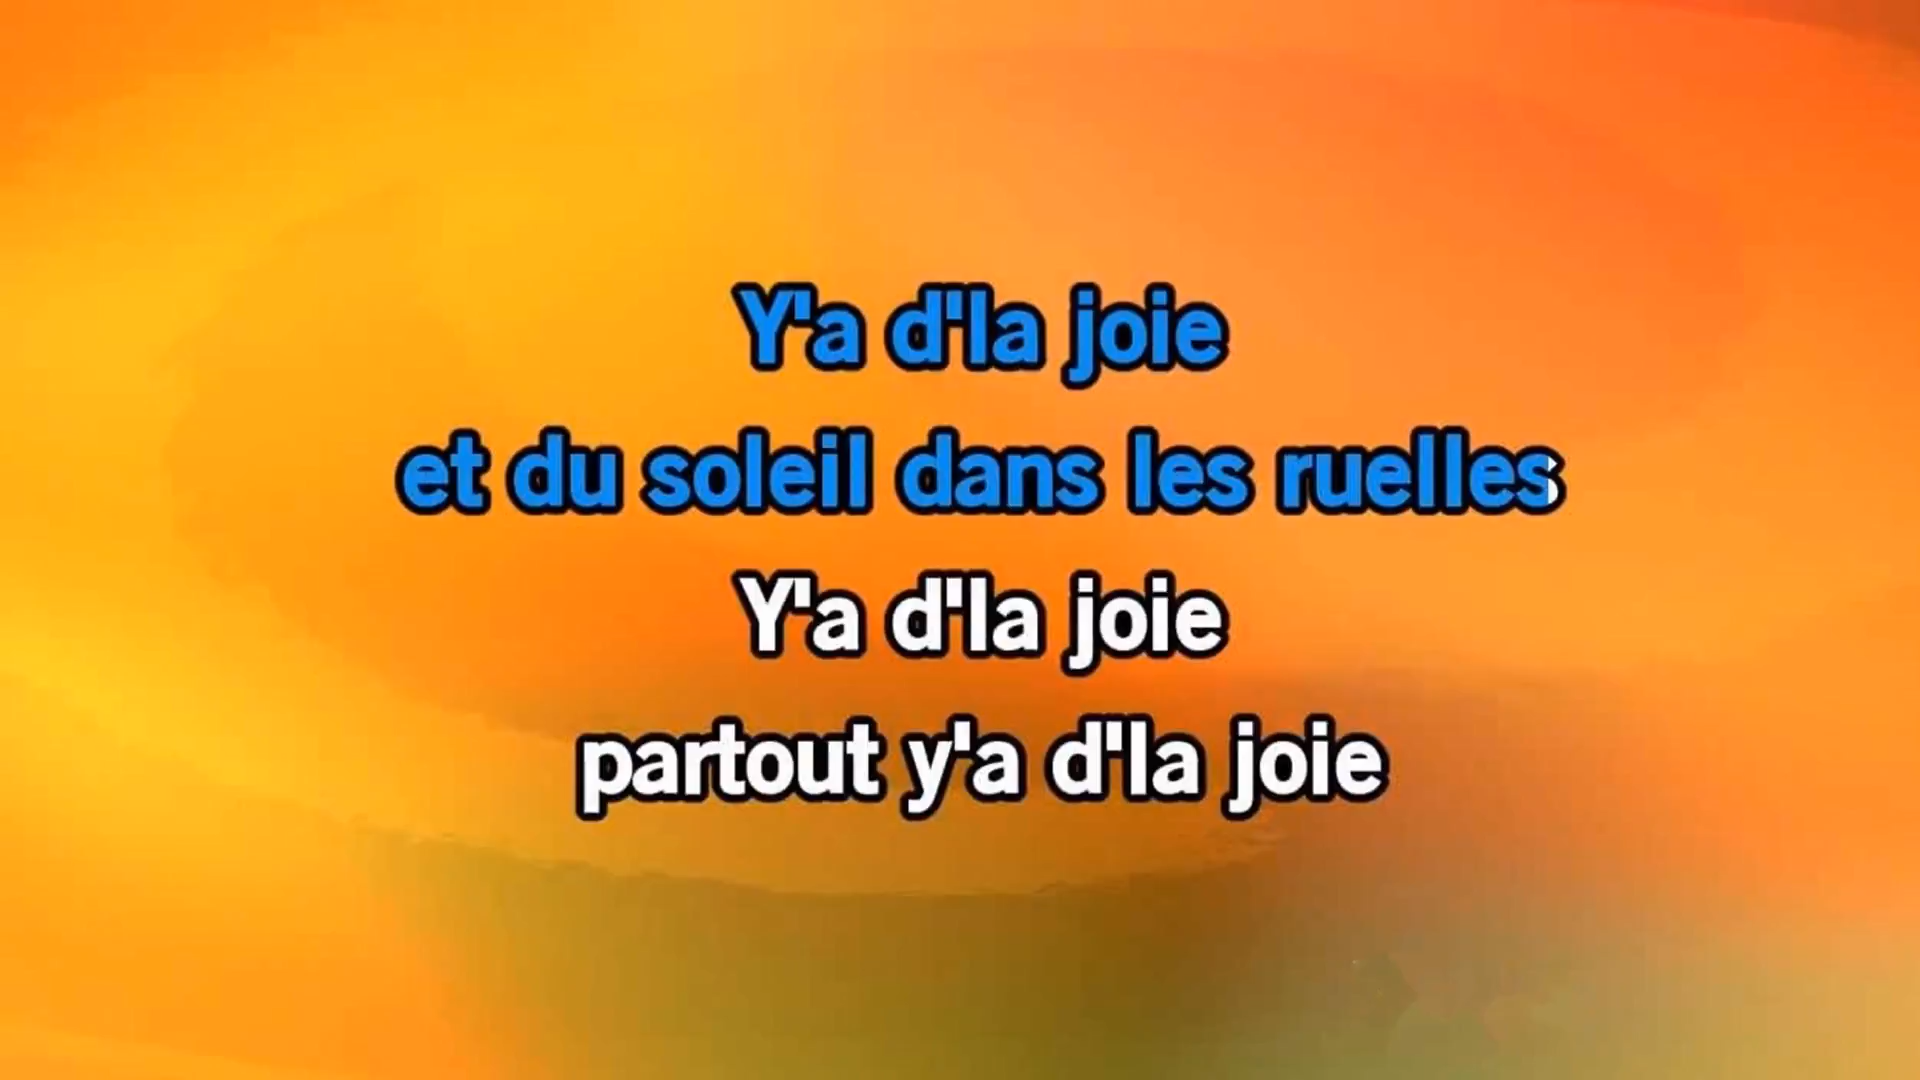 Y'a d'la joie
et du soleil dans les ruelles
Y'a d'la joie
partout y'a d'la joie